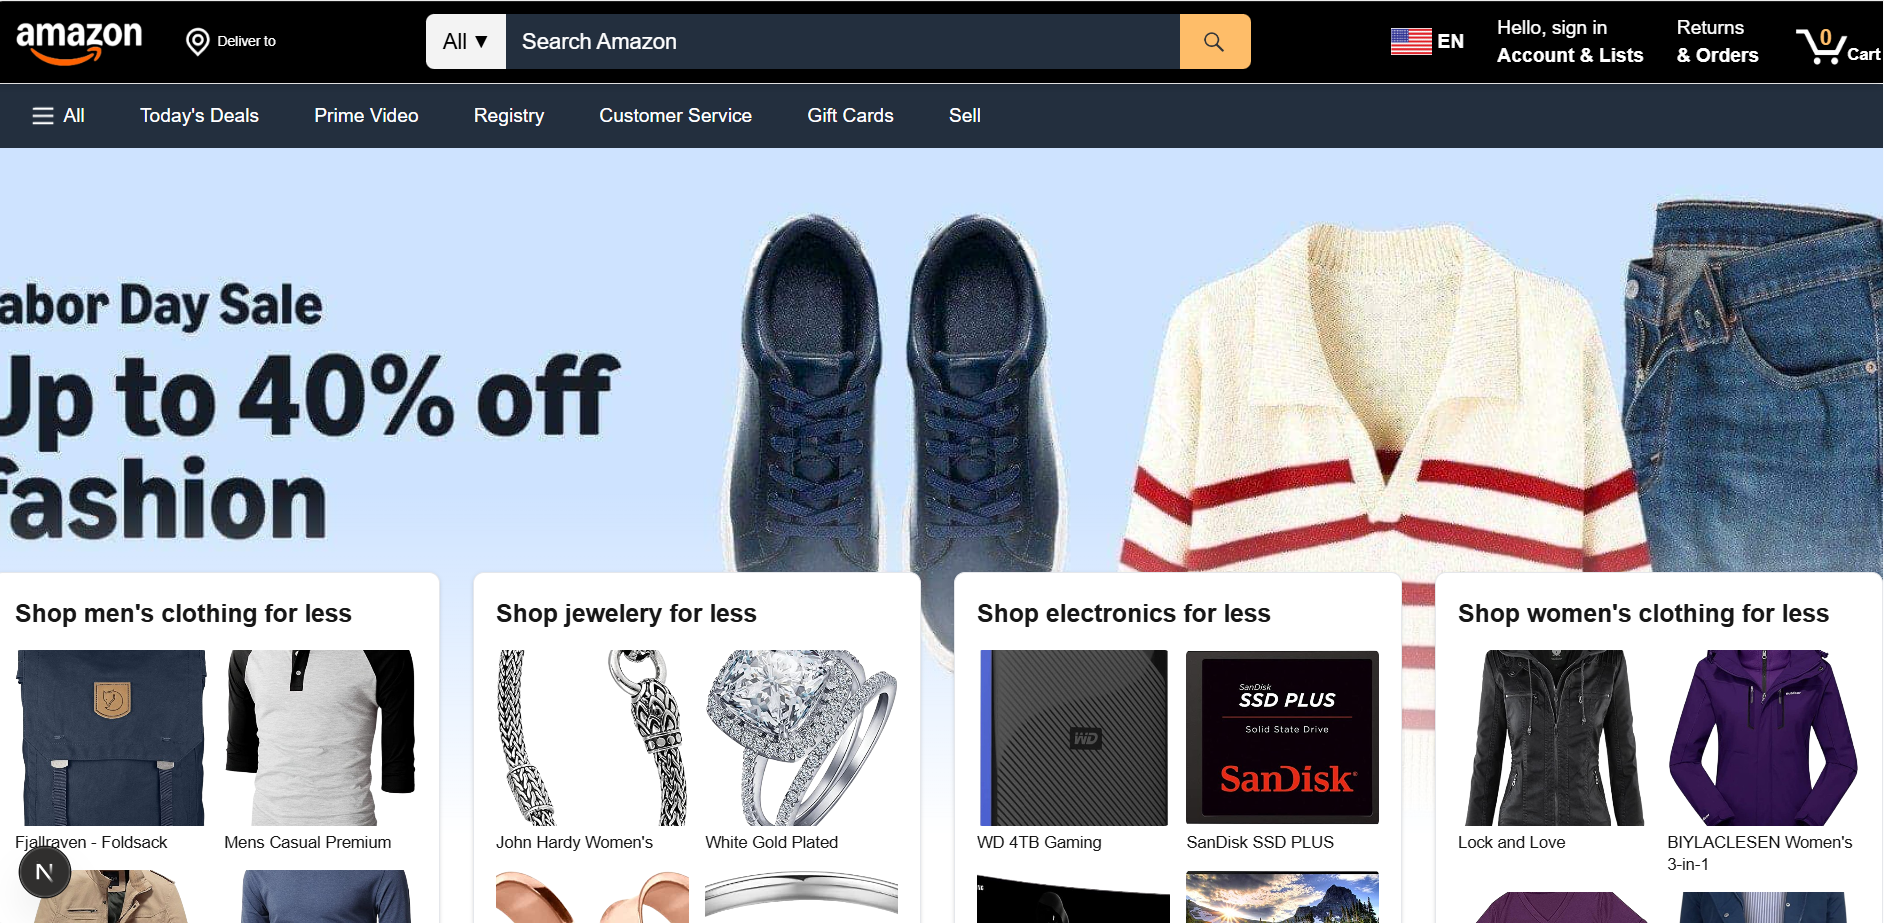 amazon
Deliver to
All ▼
Search Amazon
EN
Hello, sign in
Account & Lists
Returns
& Orders
0
Cart
All
Today's Deals
Prime Video
Registry
Customer Service
Gift Cards
Sell
abor Day Sale
Up to 40% off
fashion
Shop men's clothing for less
Shop jewelery for less
Shop electronics for less
Shop women's clothing for less
WD
SanDisk
SSD PLUS
Solid State Drive
SanDisk
Fjallraven - Foldsack
Mens Casual Premium
John Hardy Women's
White Gold Plated
WD 4TB Gaming
SanDisk SSD PLUS
Lock and Love
BIYLACLESEN Women's
3-in-1
N